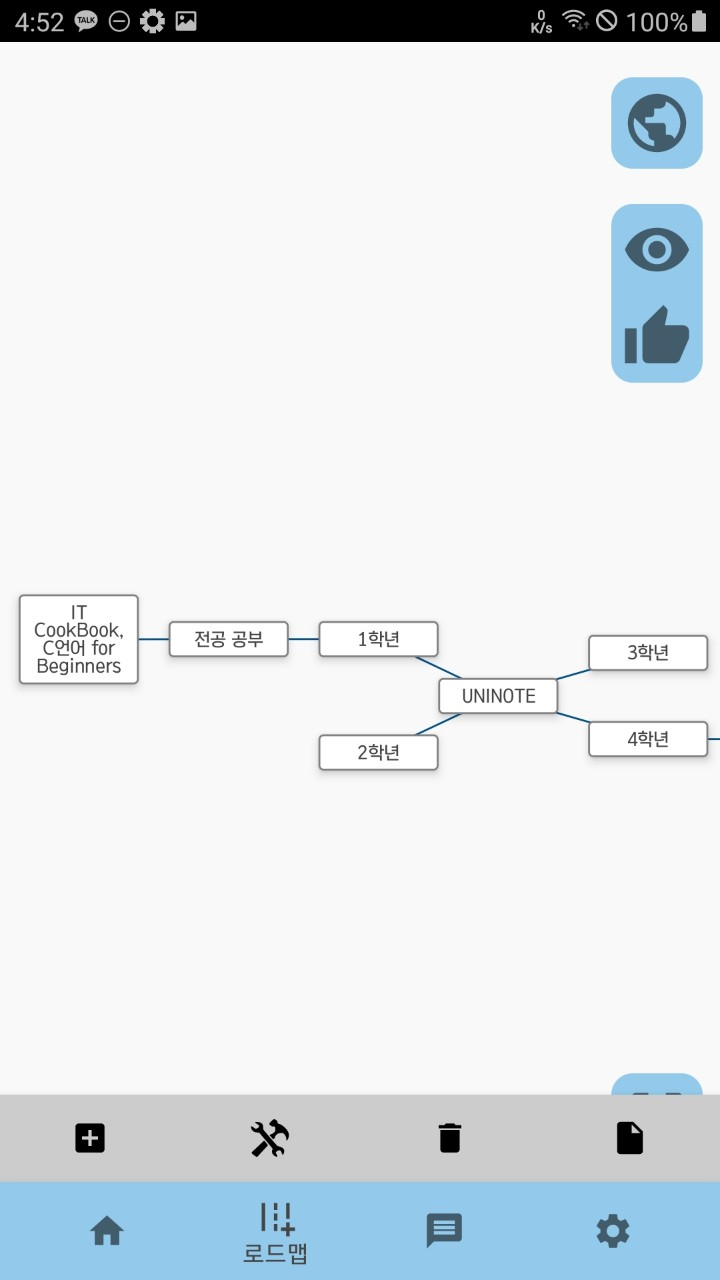 4:52 TALK 0 K/s 100%
IT
CookBook,
C언어 for
Beginners
전공 공부
1학년
3학년
UNINOTE
4학년
2학년
로드맵